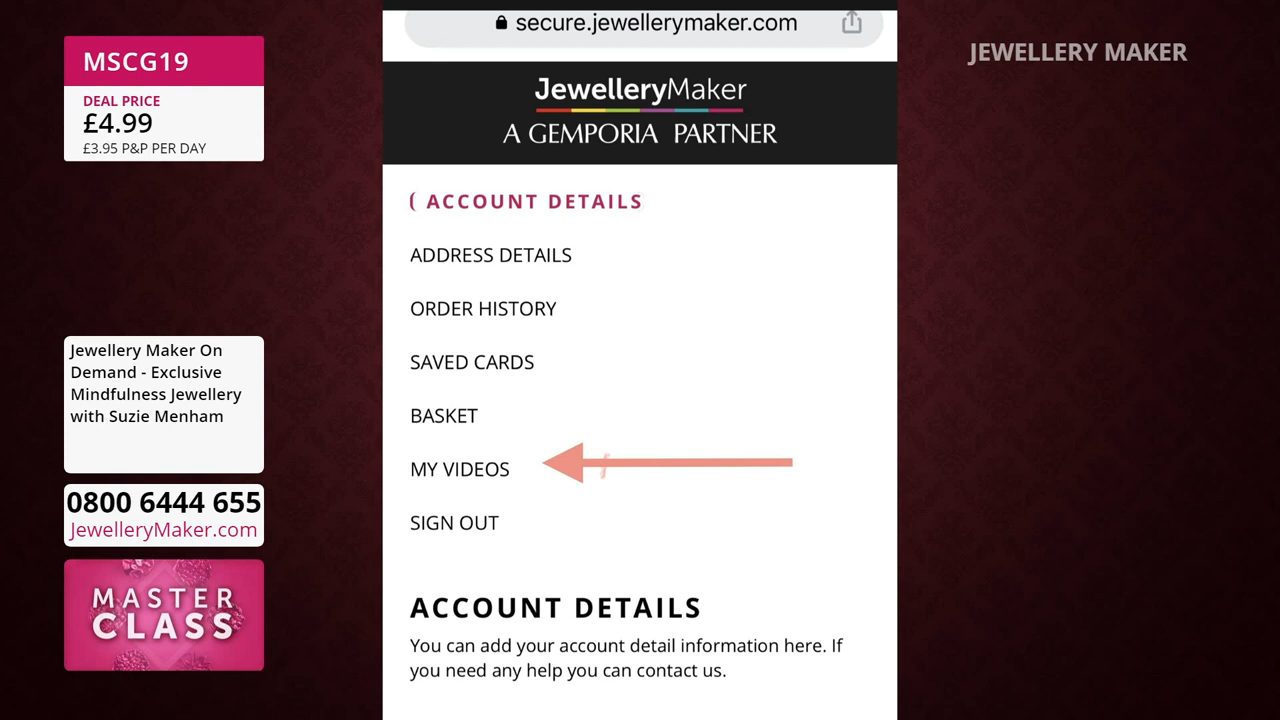 MSCG19
DEAL PRICE
£4.99
£3.95 P&P PER DAY
Jewellery Maker On
Demand - Exclusive
Mindfulness Jewellery
with Suzie Menham
0800 6444 655
JewelleryMaker.com
MASTER
CLASS
secure.jewellerymaker.com
JewelleryMaker
A GEMPORIA PARTNER
( ACCOUNT DETAILS
ADDRESS DETAILS
ORDER HISTORY
SAVED CARDS
BASKET
MY VIDEOS
SIGN OUT
ACCOUNT DETAILS
You can add your account detail information here. If
you need any help you can contact us.
JEWELLERY MAKER